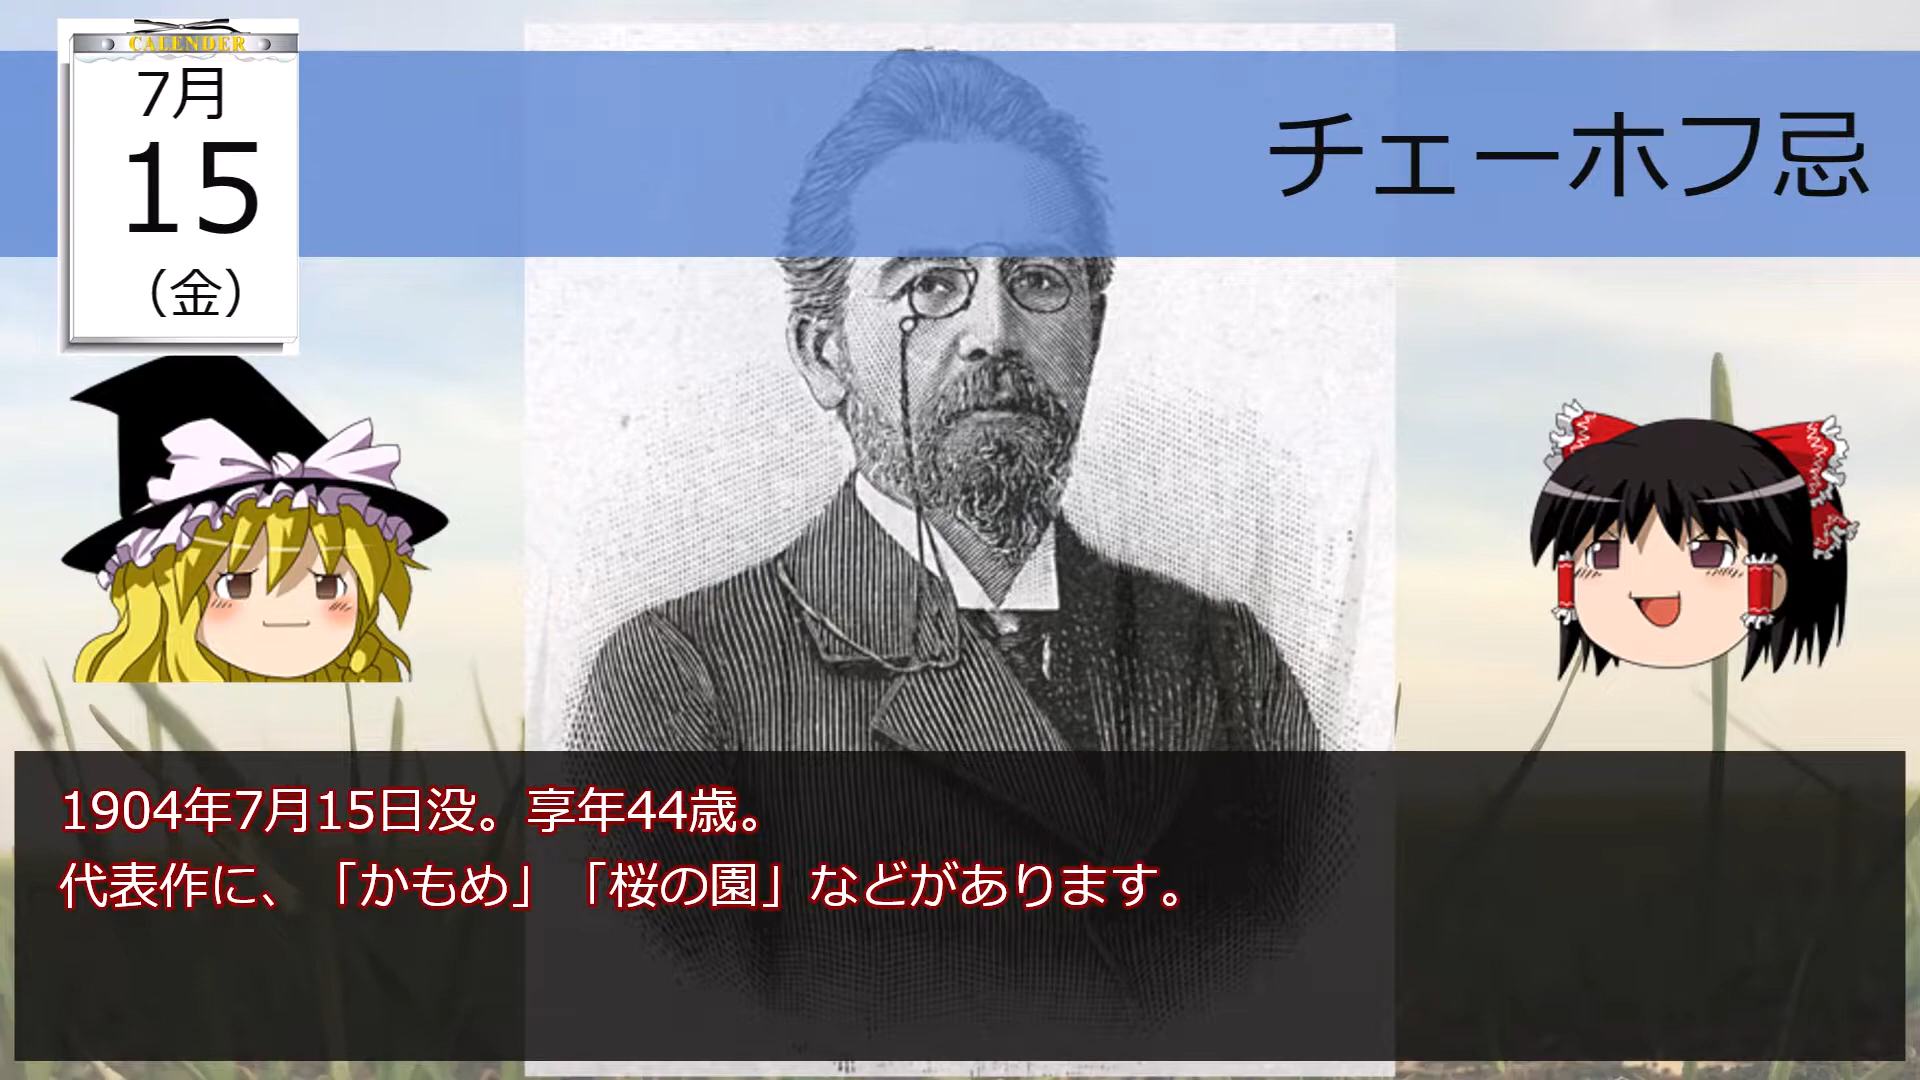 CALENDER
7月
15
（金）
チェーホフ忌
1904年7月15日没。享年44歳。
代表作に、「かもめ」「桜の園」などがあります。